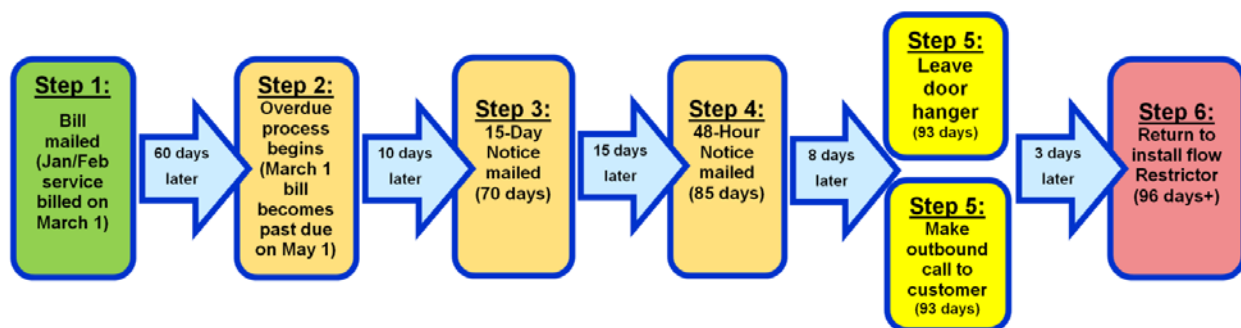 Step 1:
Bill
mailed
(Jan/Feb
service
billed on
March 1)
60 days
later
Step 2:
Overdue
process
begins
(March 1
bill
becomes
past due
on May 1)
10 days
later
Step 3:
15-Day
Notice
mailed
(70 days)
15 days
later
Step 4:
48-Hour
Notice
mailed
(85 days)
8 days
later
Step 5:
Leave
door
hanger
(93 days)
Step 5:
Make
outbound
call to
customer
(93 days)
3 days
later
Step 6:
Return to
install flow
Restrictor
(96 days+)